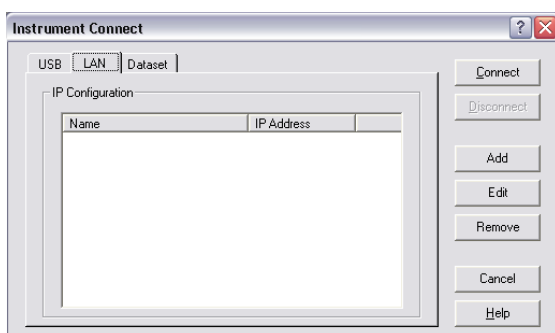 Instrument Connect
USB LAN Dataset
IP Configuration
Name IP Address
Connect
Disconnect
Add
Edit
Remove
Cancel
Help